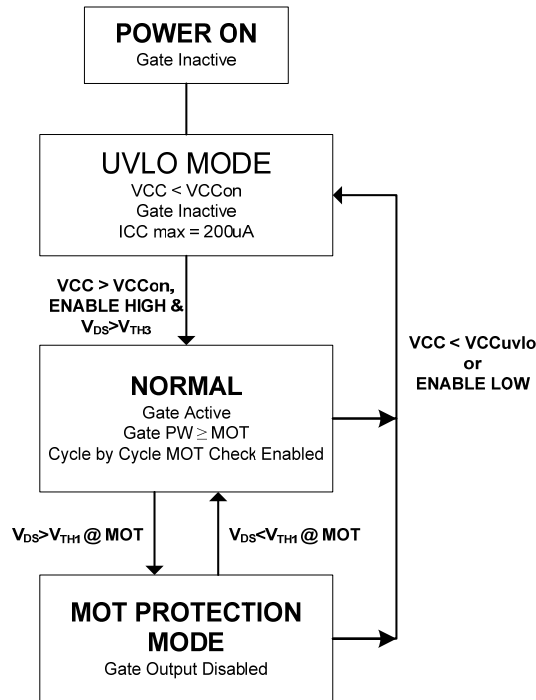 POWER ON
Gate Inactive
UVLO MODE
VCC < VCCon
Gate Inactive
ICC max = 200uA
VCC > VCCon,
ENABLE HIGH &
VDS>VTH3
VCC < VCCuvlo
or
ENABLE LOW
NORMAL
Gate Active
Gate PW ≥ MOT
Cycle by Cycle MOT Check Enabled
VDS>VTH1 @ MOT
VDS<VTH1 @ MOT
MOT PROTECTION
MODE
Gate Output Disabled